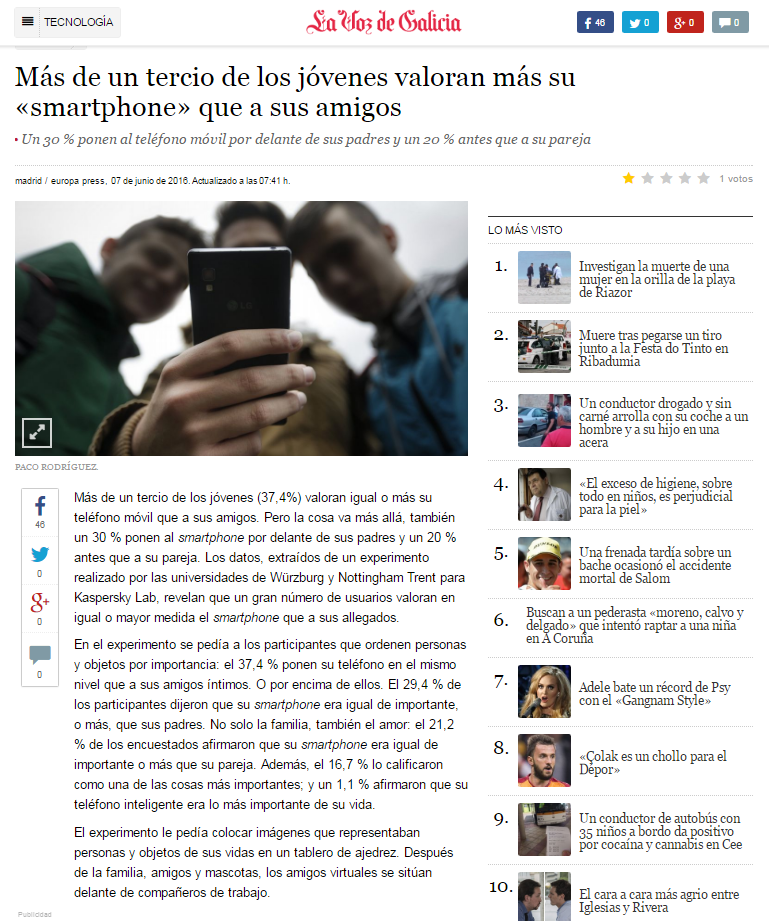 TECNOLOGÍA
La Voz de Galicia
46
0
0
0
Más de un tercio de los jóvenes valoran más su
«smartphone» que a sus amigos
Un 30 % ponen al teléfono móvil por delante de sus padres y un 20 % antes que a su pareja
madrid / europa press, 07 de junio de 2016. Actualizado a las 07:41 h.
1 votos
LG
PACO RODRÍGUEZ.
46
0
0
0
Más de un tercio de los jóvenes (37,4%) valoran igual o más su
teléfono móvil que a sus amigos. Pero la cosa va más allá, también
un 30 % ponen al smartphone por delante de sus padres y un 20 %
antes que a su pareja. Los datos, extraídos de un experimento
realizado por las universidades de Würzburg y Nottingham Trent para
Kaspersky Lab, revelan que un gran número de usuarios valoran en
igual o mayor medida el smartphone que a sus allegados.
En el experimento se pedía a los participantes que ordenen personas
y objetos por importancia: el 37,4 % ponen su teléfono en el mismo
nivel que a sus amigos íntimos. O por encima de ellos. El 29,4 % de
los participantes dijeron que su smartphone era igual de importante,
o más, que sus padres. No solo la familia, también el amor: el 21,2
% de los encuestados afirmaron que su smartphone era igual de
importante o más que su pareja. Además, el 16,7 % lo calificaron
como una de las cosas más importantes; y un 1,1 % afirmaron que su
teléfono inteligente era lo más importante de su vida.
El experimento le pedía colocar imágenes que representaban
personas y objetos de sus vidas en un tablero de ajedrez. Después
de la familia, amigos y mascotas, los amigos virtuales se sitúan
delante de compañeros de trabajo.
Publicidad
LO MÁS VISTO
1.
Investigan la muerte de una
mujer en la orilla de la playa
de Riazor
2.
Muere tras pegarse un tiro
junto a la Festa do Tinto en
Ribadumia
3.
Un conductor drogado y sin
carné arrolla con su coche a un
hombre y a su hijo en una
acera
4.
«El exceso de higiene, sobre
todo en niños, es perjudicial
para la piel»
5.
Una frenada tardía sobre un
bache ocasionó el accidente
mortal de Salom
6.
Buscan a un pederasta «moreno, calvo y
delgado» que intentó raptar a una niña
en A Coruña
7.
Adele bate un récord de Psy
con el «Gangnam Style»
8.
«Çolak es un chollo para el
Dépor»
9.
Un conductor de autobús con
35 niños a bordo da positivo
por cocaína y cannabis en Cee
10.
El cara a cara más agrio entre
Iglesias y Rivera